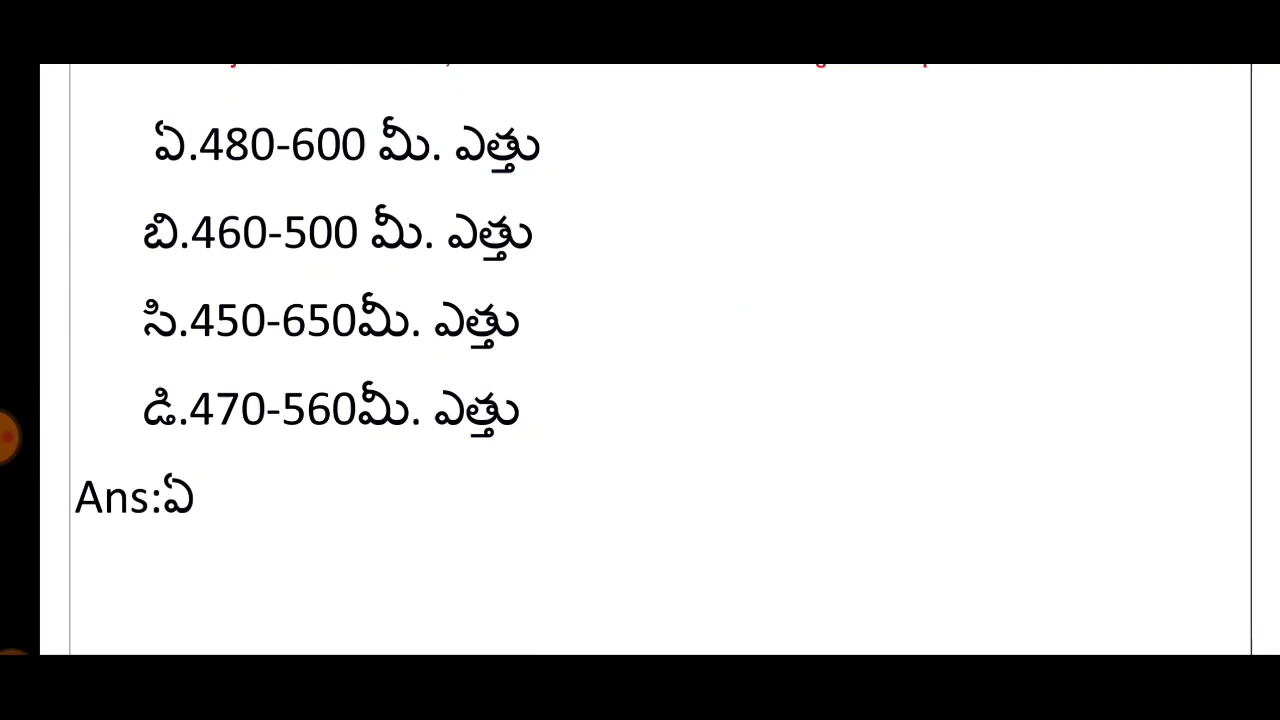 ఏ.480-600 మీ. ఎత్తు
బి.460-500 మీ. ఎత్తు
సి.450-650మీ. ఎత్తు
డి.470-560మీ. ఎత్తు
Ans:ఏ